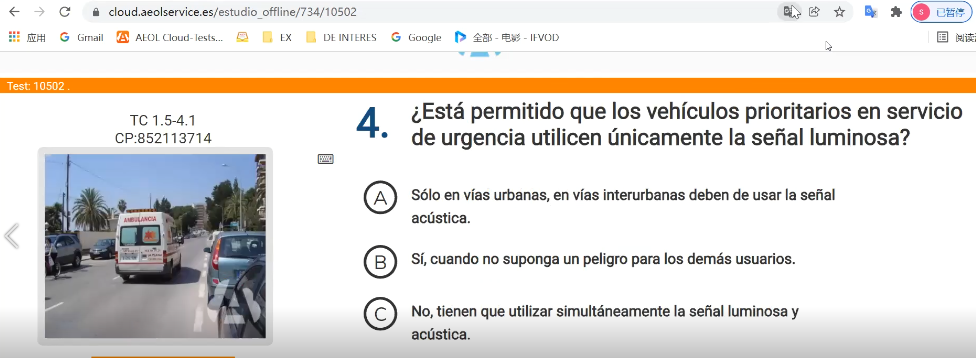 cloud.aeolservice.es/estudio_offline/734/10502
S 已暂停
应用 Gmail AEOL Cloud- Tests... EX DE INTERES Google 全部 - 电影 - IFVOD
Test: 10502 .
TC 1.5-4.1
CP:852113714
AMBULANCIA
4. ¿Está permitido que los vehículos prioritarios en servicio
de urgencia utilicen únicamente la señal luminosa?
A Sólo en vías urbanas, en vías interurbanas deben de usar la señal
acústica.
B Sí, cuando no suponga un peligro para los demás usuarios.
C No, tienen que utilizar simultáneamente la señal luminosa y
acústica.